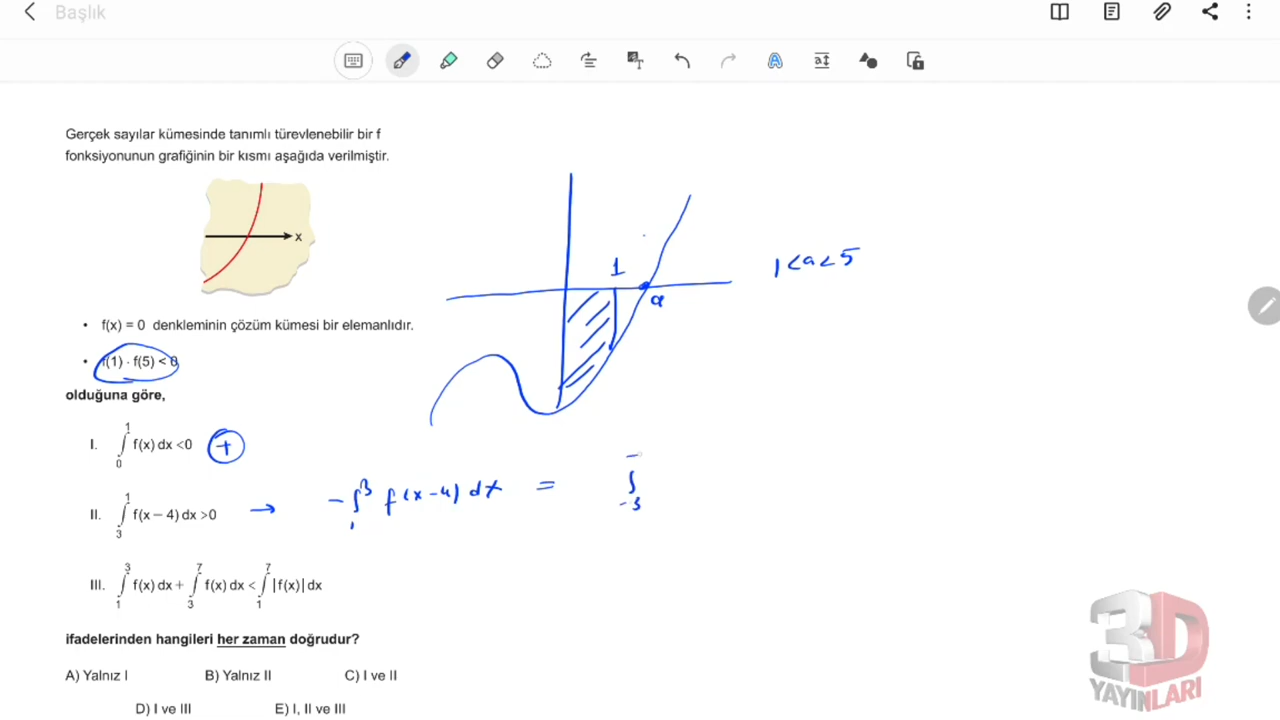 Başlık
Gerçek sayılar kümesinde tanımlı türevlenebilir bir f
fonksiyonunun grafiğinin bir kısmı aşağıda verilmiştir.
x
• f(x) = 0 denkleminin çözüm kümesi bir elemanlıdır.
• f(1) · f(5) < 0
olduğuna göre,
I. ∫₀¹ f(x) dx <0 +
II. ∫₃¹ f(x – 4) dx >0 → -∫₁³ f(x-4) dx = ∫₋₃⁻
III. ∫₁³ f(x) dx + ∫₃⁷ f(x) dx < ∫₁⁷ |f(x)| dx
ifadelerinden hangileri her zaman doğrudur?
A) Yalnız I B) Yalnız II C) I ve II
D) I ve III E) I, II ve III
1
a
1<a<5
3D
YAYINLARI